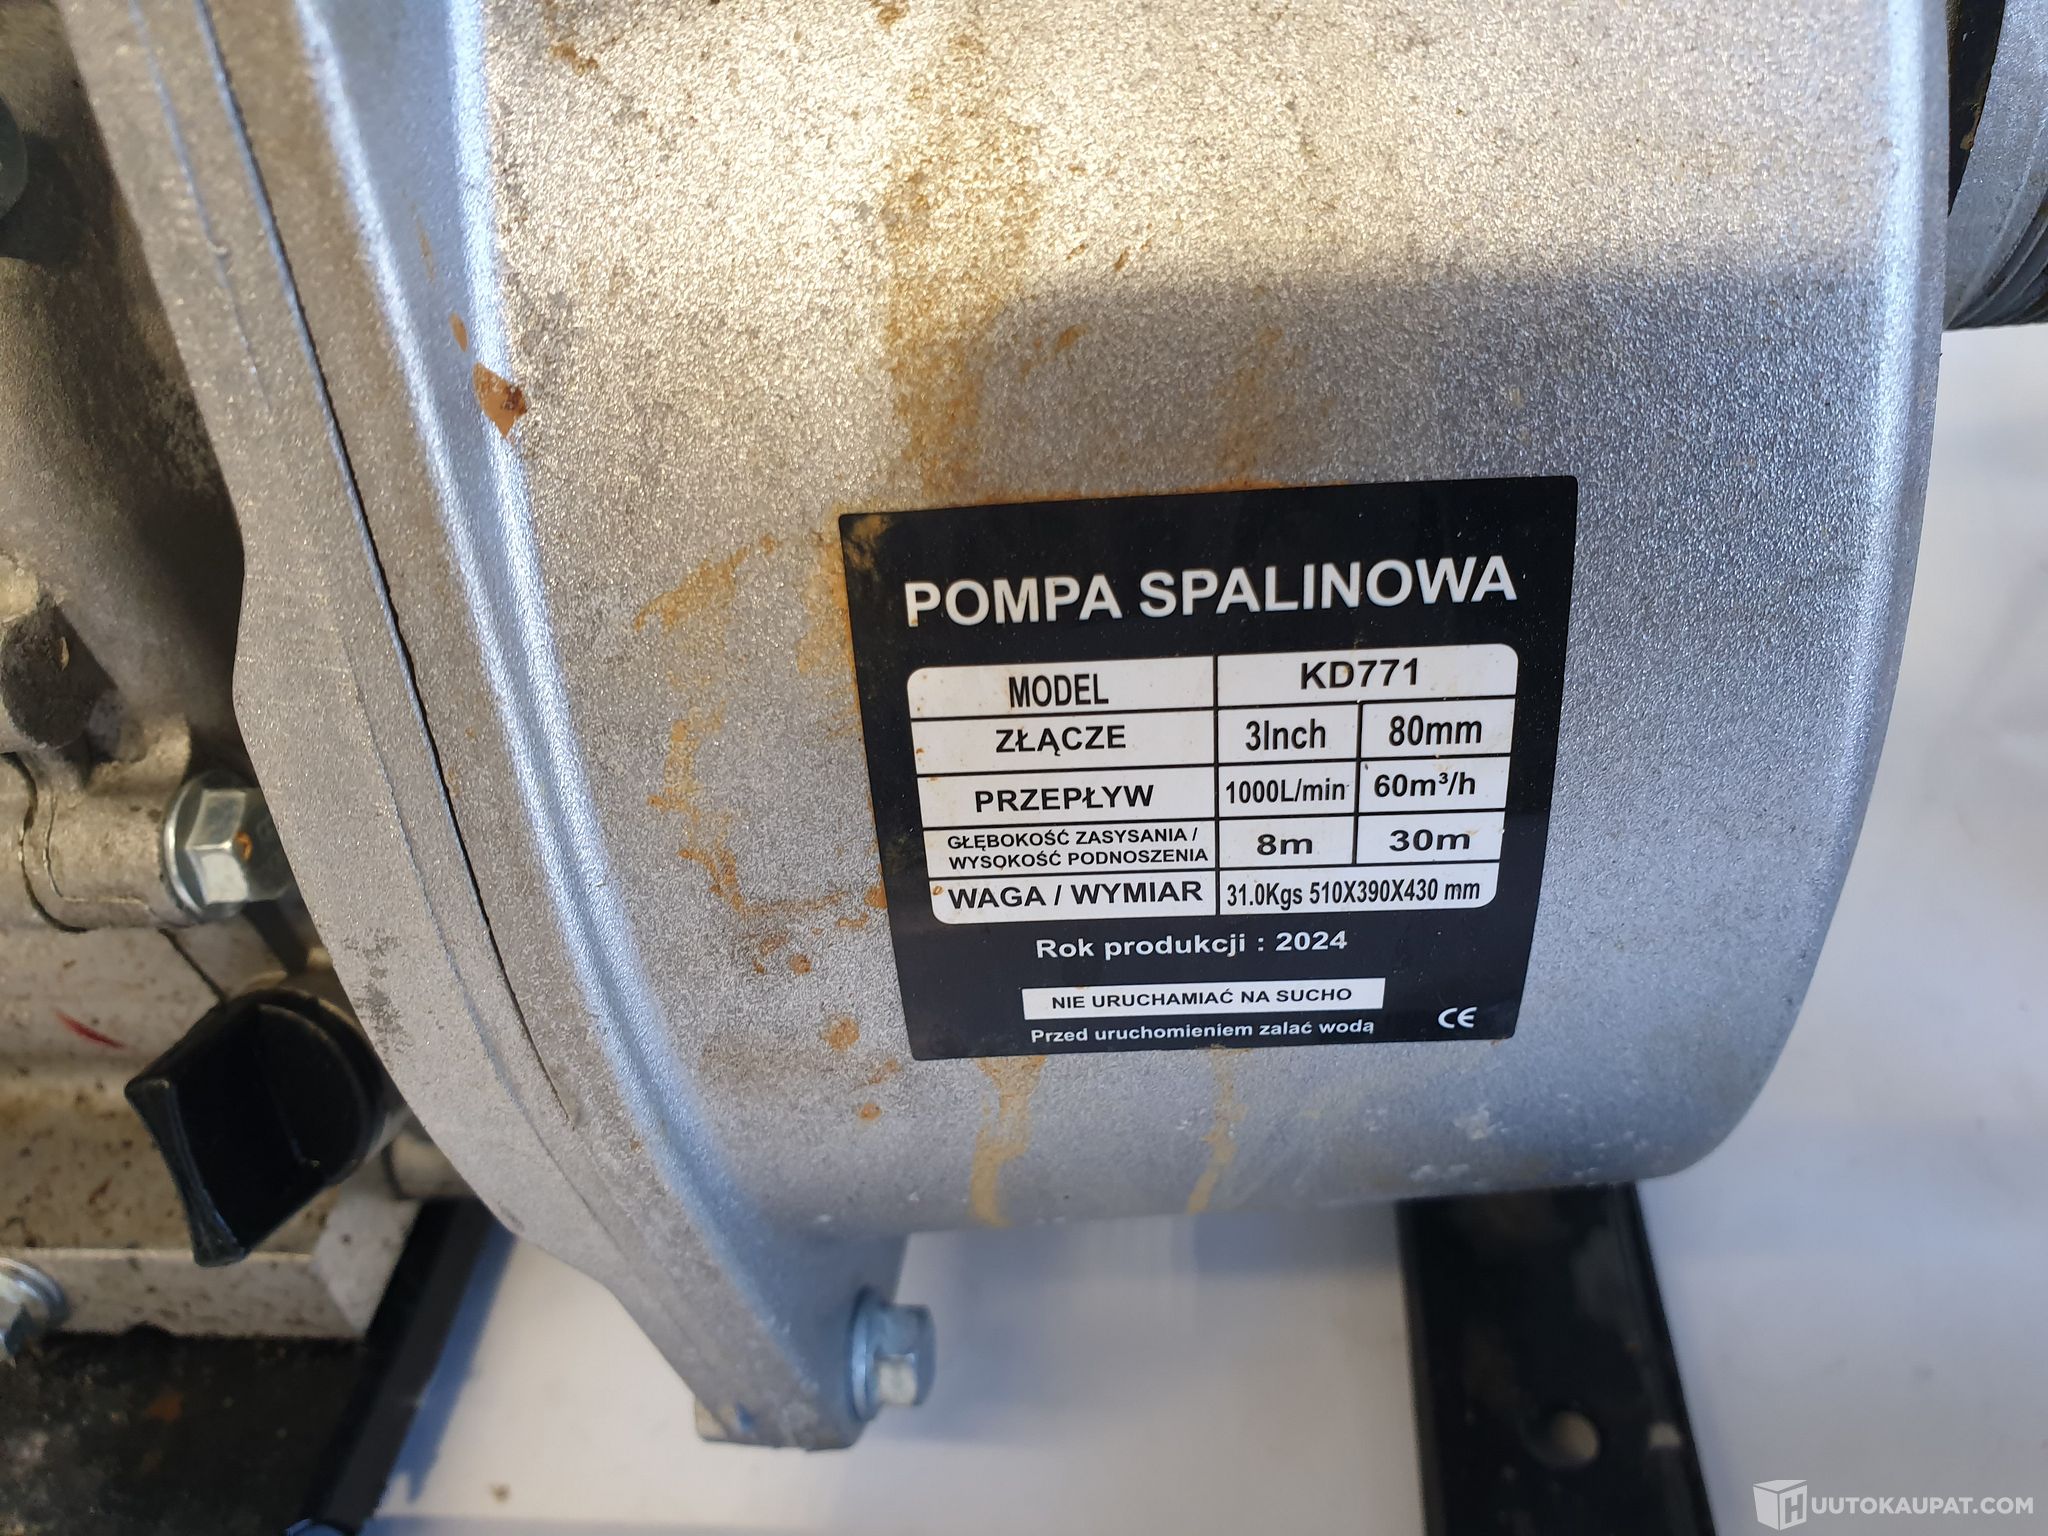 POMPA SPALINOWA
MODEL KD771
ZŁĄCZE 3Inch 80mm
PRZEPŁYW 1000L/min 60m³/h
GŁĘBOKOŚĆ ZASYSANIA /
WYSOKOŚĆ PODNOSZENIA 8m 30m
WAGA / WYMIAR 31.0Kgs 510X390X430 mm
Rok produkcji : 2024
NIE URUCHAMIAĆ NA SUCHO
Przed uruchomieniem zalać wodą CE
HUUTOKAUPAT.COM